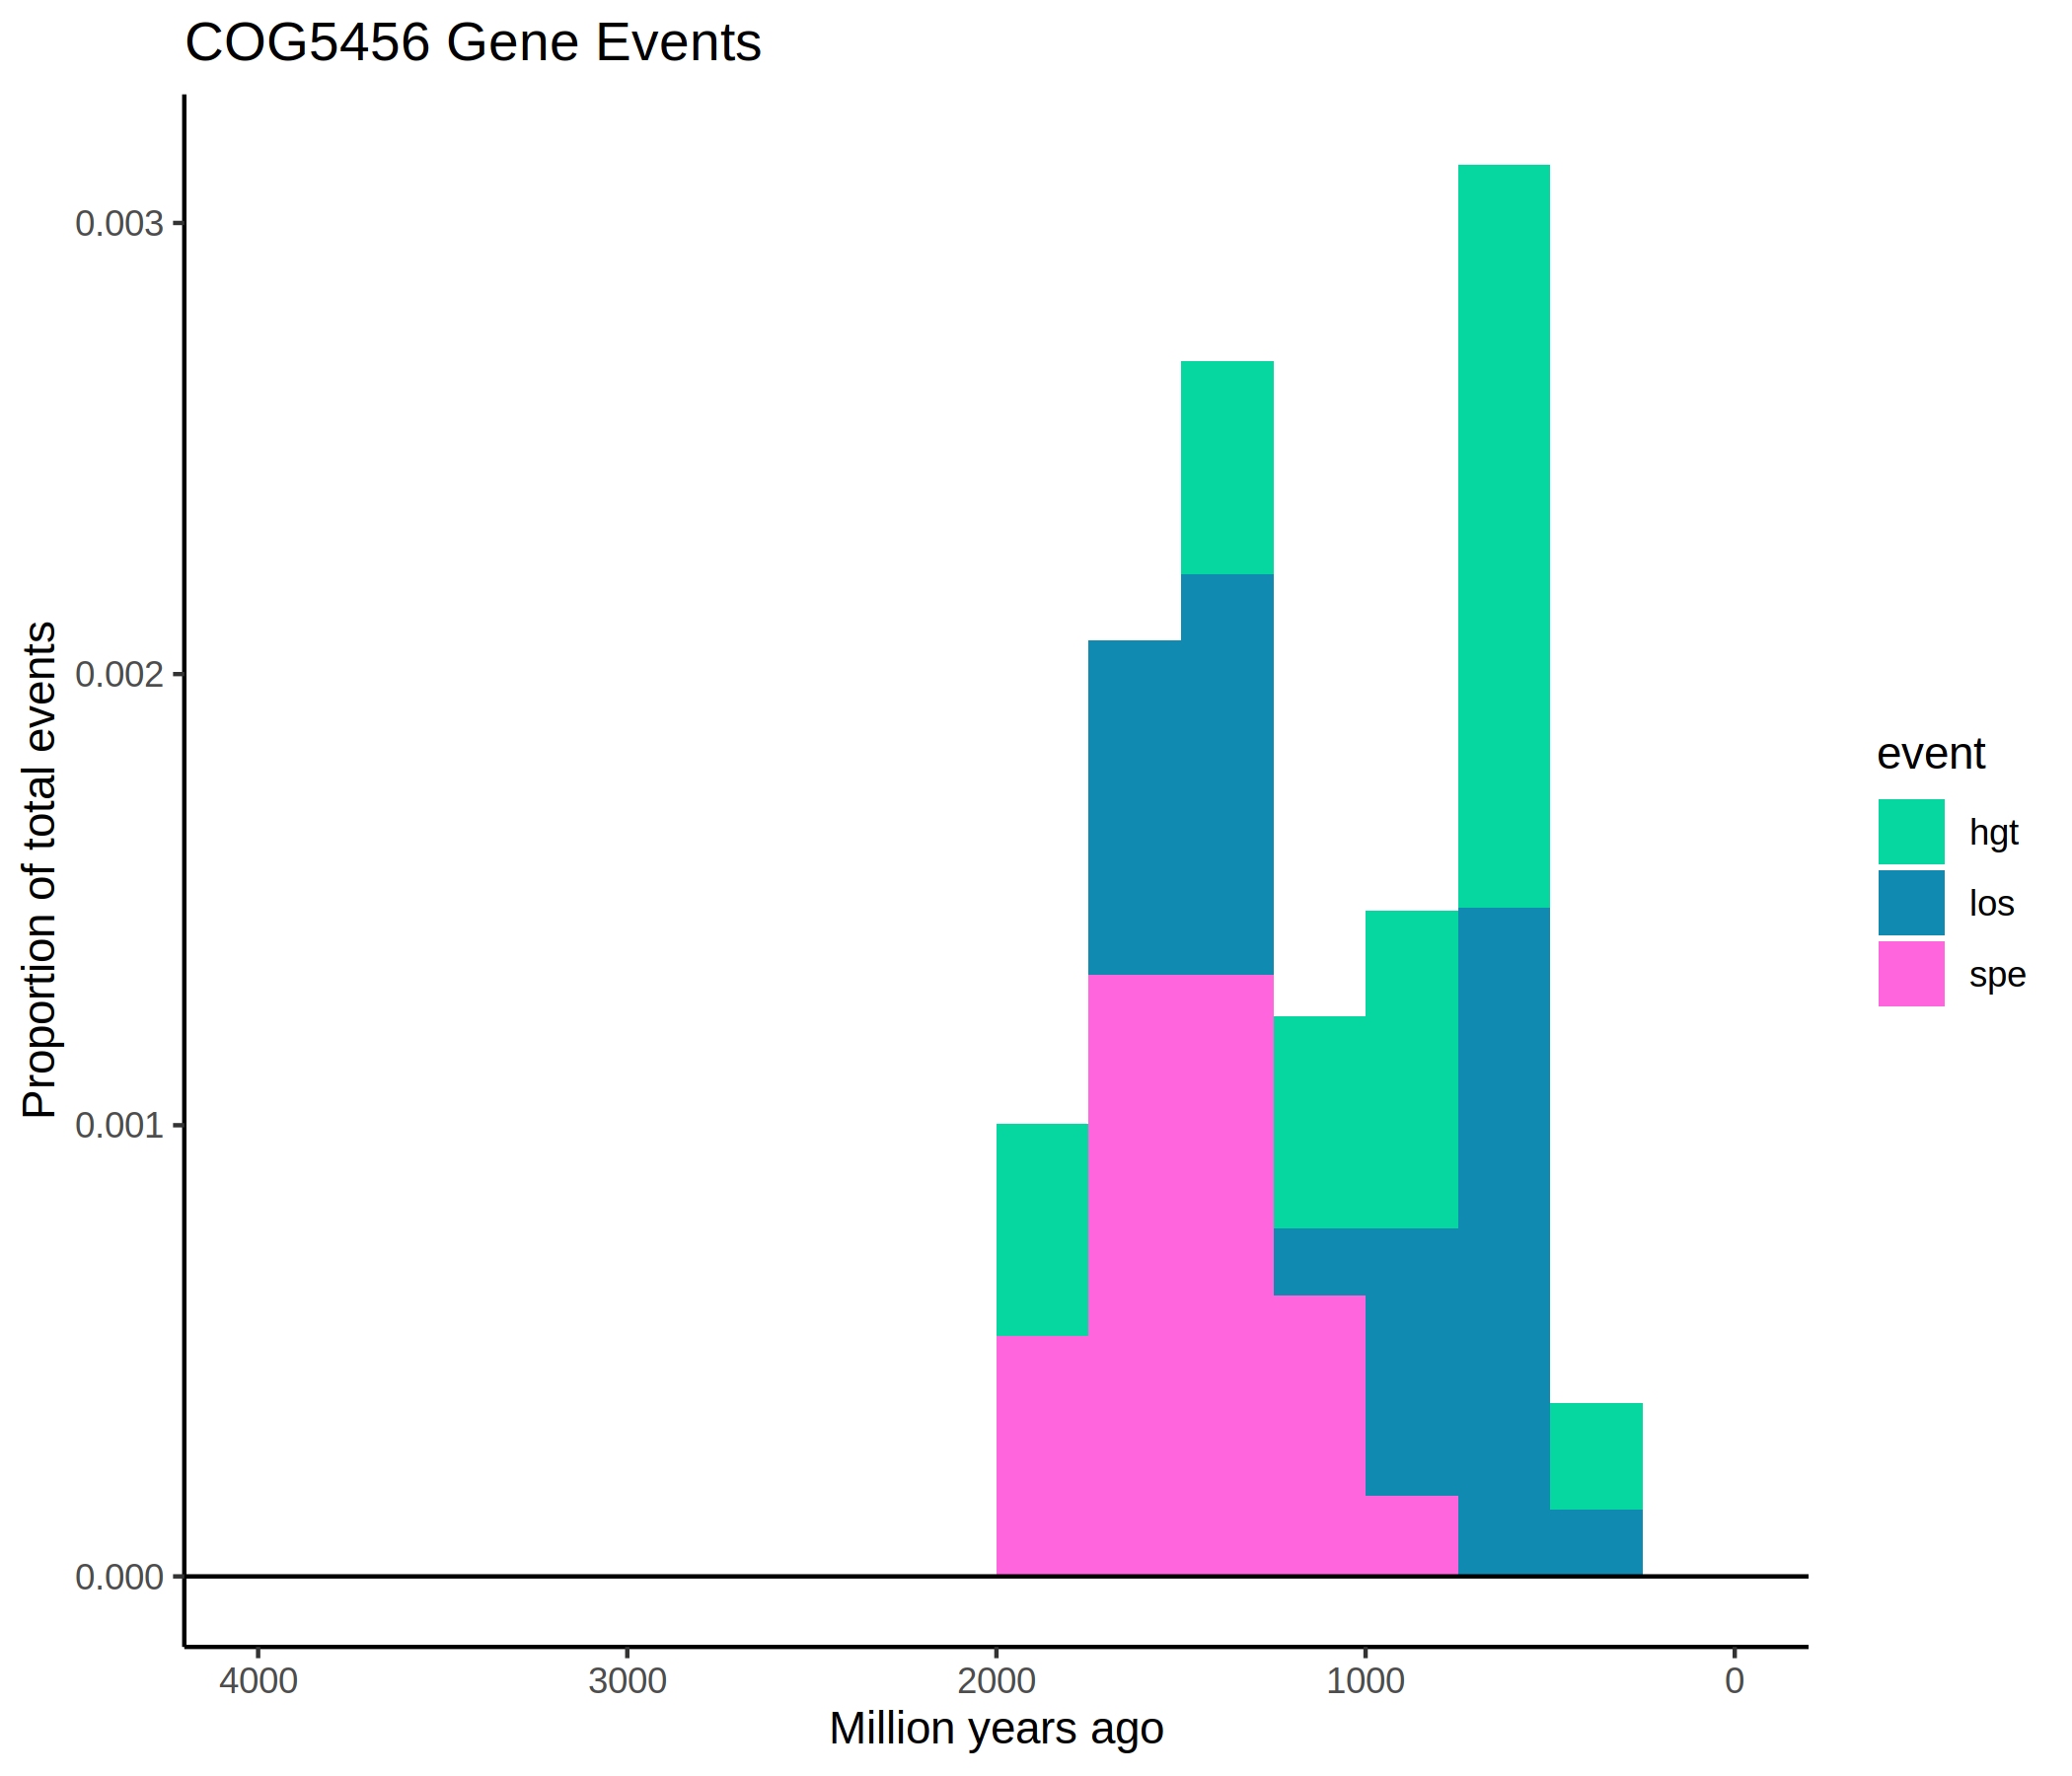 COG5456 Gene Events
Proportion of total events
0.003
0.002
0.001
0.000
4000 3000 2000 1000 0
Million years ago
event
hgt
los
spe